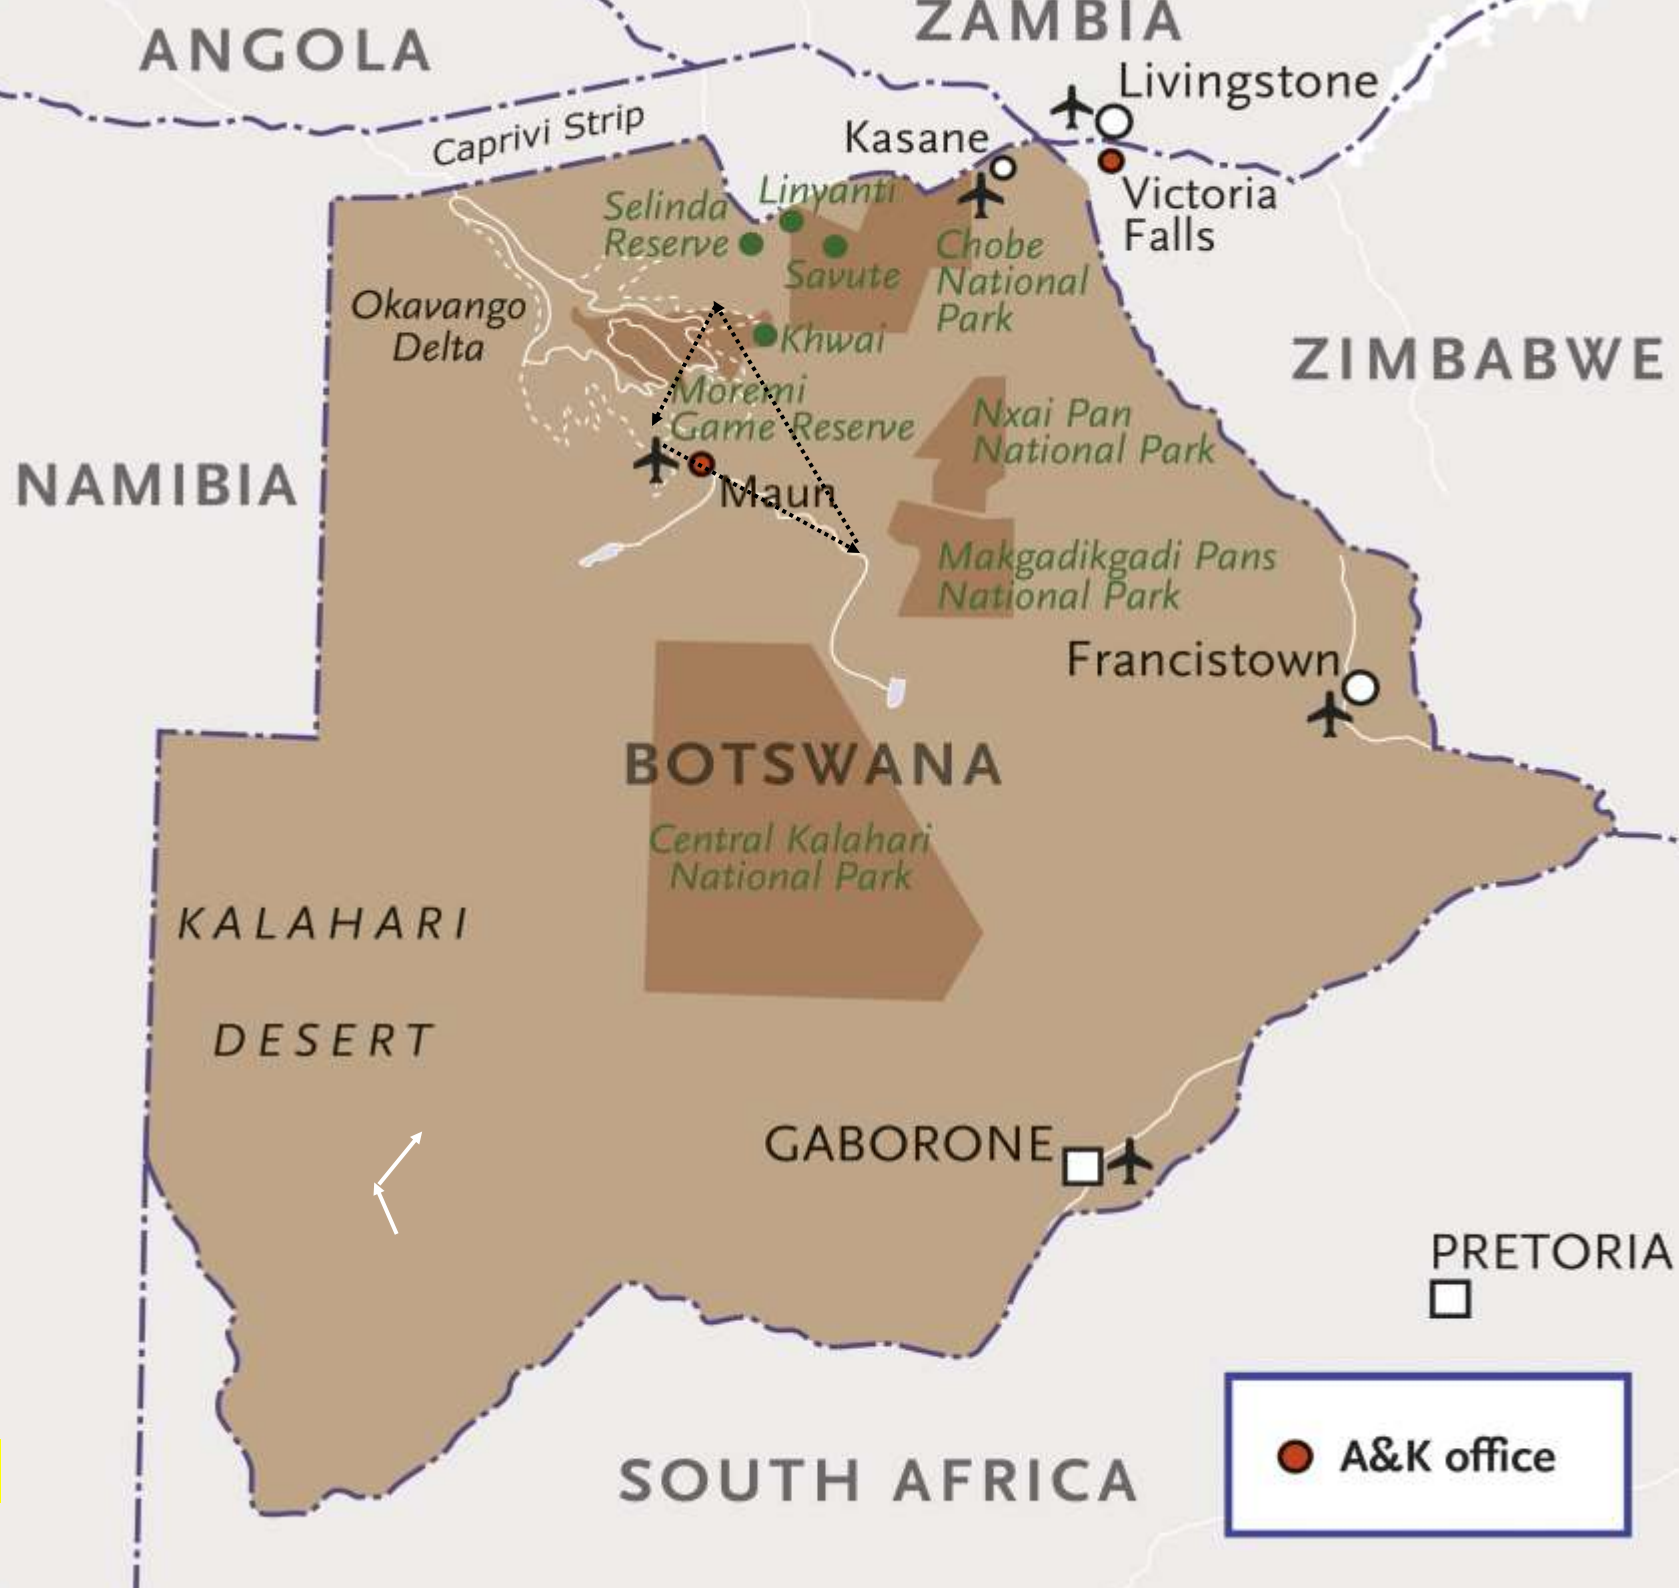 ZAMBIA
ANGOLA
Livingstone
Caprivi Strip
Kasane
Victoria
Falls
Linyanti
Selinda
Reserve
Savute
Chobe
National
Park
Okavango
Delta
Khwai
ZIMBABWE
Moremi
Game Reserve
Nxai Pan
National Park
NAMIBIA
Maun
Makgadikgadi Pans
National Park
Francistown
BOTSWANA
Central Kalahari
National Park
KALAHARI
DESERT
GABORONE
PRETORIA
SOUTH AFRICA
A&K office